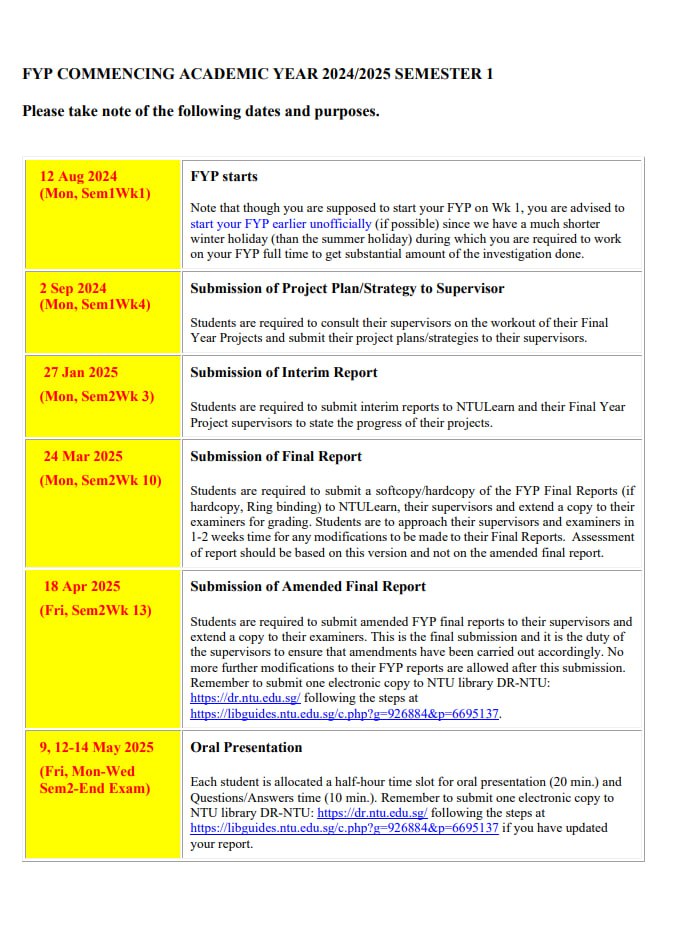 FYP COMMENCING ACADEMIC YEAR 2024/2025 SEMESTER 1
Please take note of the following dates and purposes.
12 Aug 2024
(Mon, Sem1Wk1)
FYP starts
Note that though you are supposed to start your FYP on Wk 1, you are advised to
start your FYP earlier unofficially (if possible) since we have a much shorter
winter holiday (than the summer holiday) during which you are required to work
on your FYP full time to get substantial amount of the investigation done.
2 Sep 2024
(Mon, Sem1Wk4)
Submission of Project Plan/Strategy to Supervisor
Students are required to consult their supervisors on the workout of their Final
Year Projects and submit their project plans/strategies to their supervisors.
27 Jan 2025
(Mon, Sem2Wk 3)
Submission of Interim Report
Students are required to submit interim reports to NTULearn and their Final Year
Project supervisors to state the progress of their projects.
24 Mar 2025
(Mon, Sem2Wk 10)
Submission of Final Report
Students are required to submit a softcopy/hardcopy of the FYP Final Reports (if
hardcopy, Ring binding) to NTULearn, their supervisors and extend a copy to their
examiners for grading. Students are to approach their supervisors and examiners in
1-2 weeks time for any modifications to be made to their Final Reports. Assessment
of report should be based on this version and not on the amended final report.
18 Apr 2025
(Fri, Sem2Wk 13)
Submission of Amended Final Report
Students are required to submit amended FYP final reports to their supervisors and
extend a copy to their examiners. This is the final submission and it is the duty of
the supervisors to ensure that amendments have been carried out accordingly. No
more further modifications to their FYP reports are allowed after this submission.
Remember to submit one electronic copy to NTU library DR-NTU:
https://dr.ntu.edu.sg/ following the steps at
https://libguides.ntu.edu.sg/c.php?g=926884&p=6695137.
9, 12-14 May 2025
(Fri, Mon-Wed
Sem2-End Exam)
Oral Presentation
Each student is allocated a half-hour time slot for oral presentation (20 min.) and
Questions/Answers time (10 min.). Remember to submit one electronic copy to
NTU library DR-NTU: https://dr.ntu.edu.sg/ following the steps at
https://libguides.ntu.edu.sg/c.php?g=926884&p=6695137 if you have updated
your report.